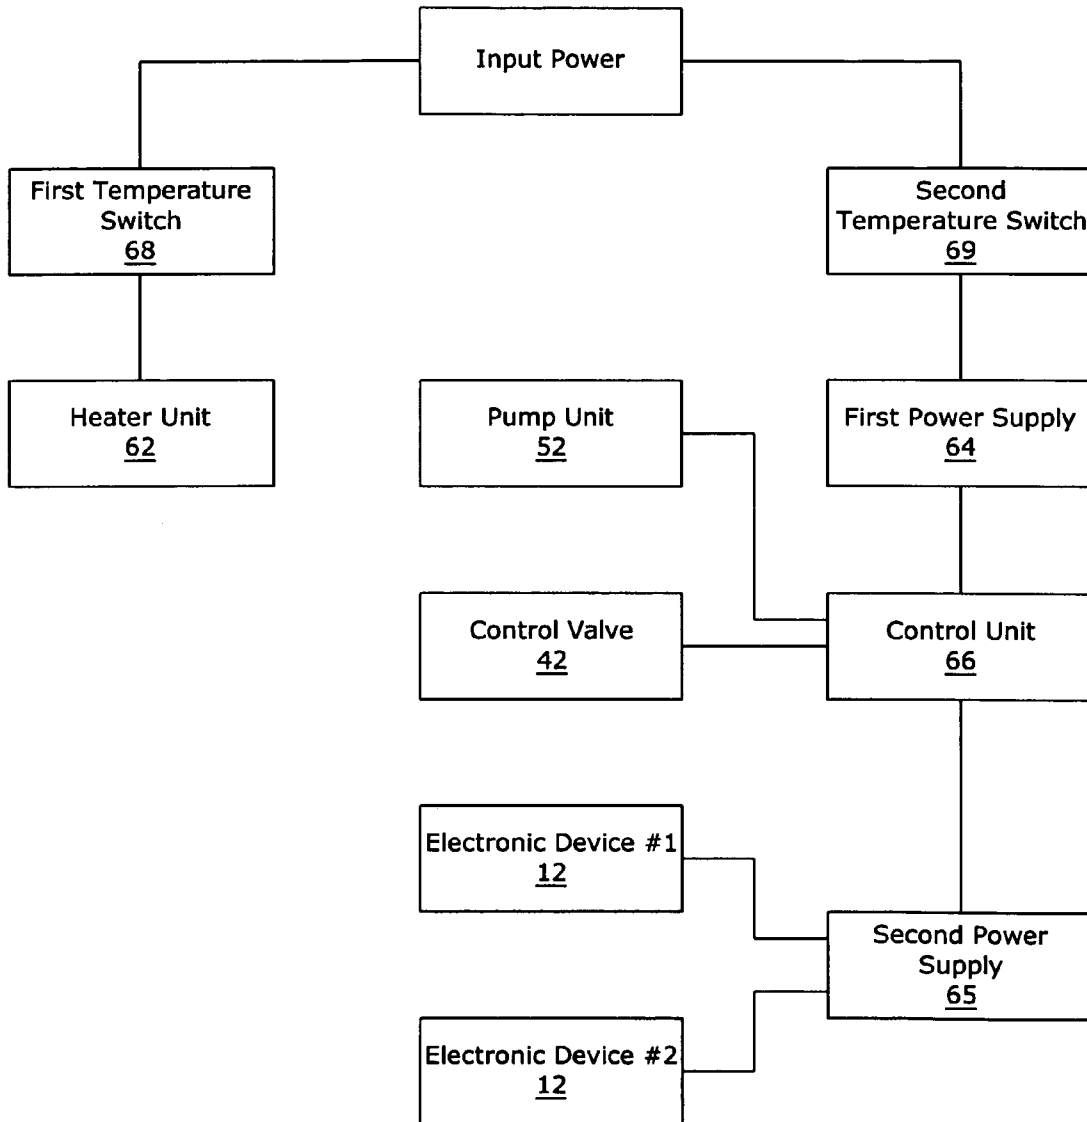 Input Power
First Temperature
Switch
68
Second
Temperature Switch
69
Heater Unit
62
Pump Unit
52
First Power Supply
64
Control Valve
42
Control Unit
66
Electronic Device #1
12
Second Power
Supply
65
Electronic Device #2
12